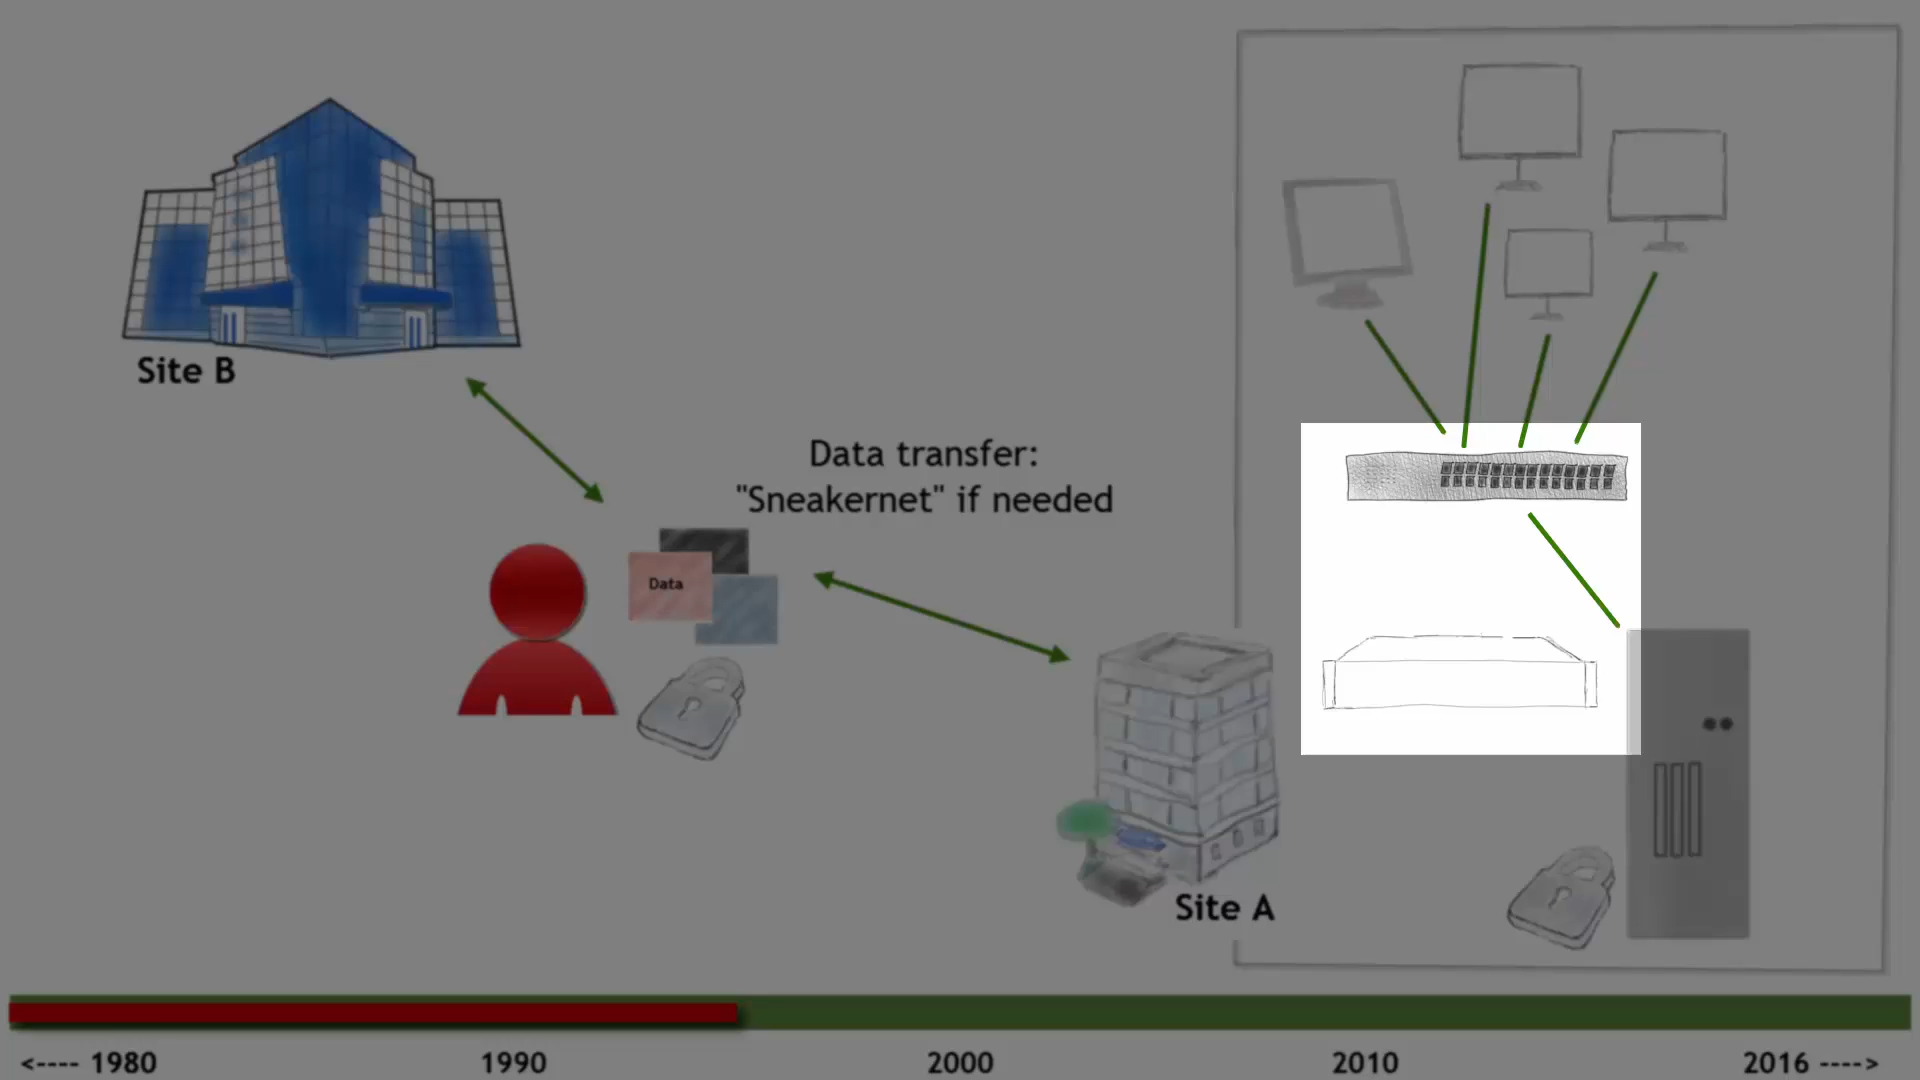 Site B
Data transfer:
"Sneakernet" if needed
Data
Site A
<---- 1980
1990
2000
2010
2016 ---->